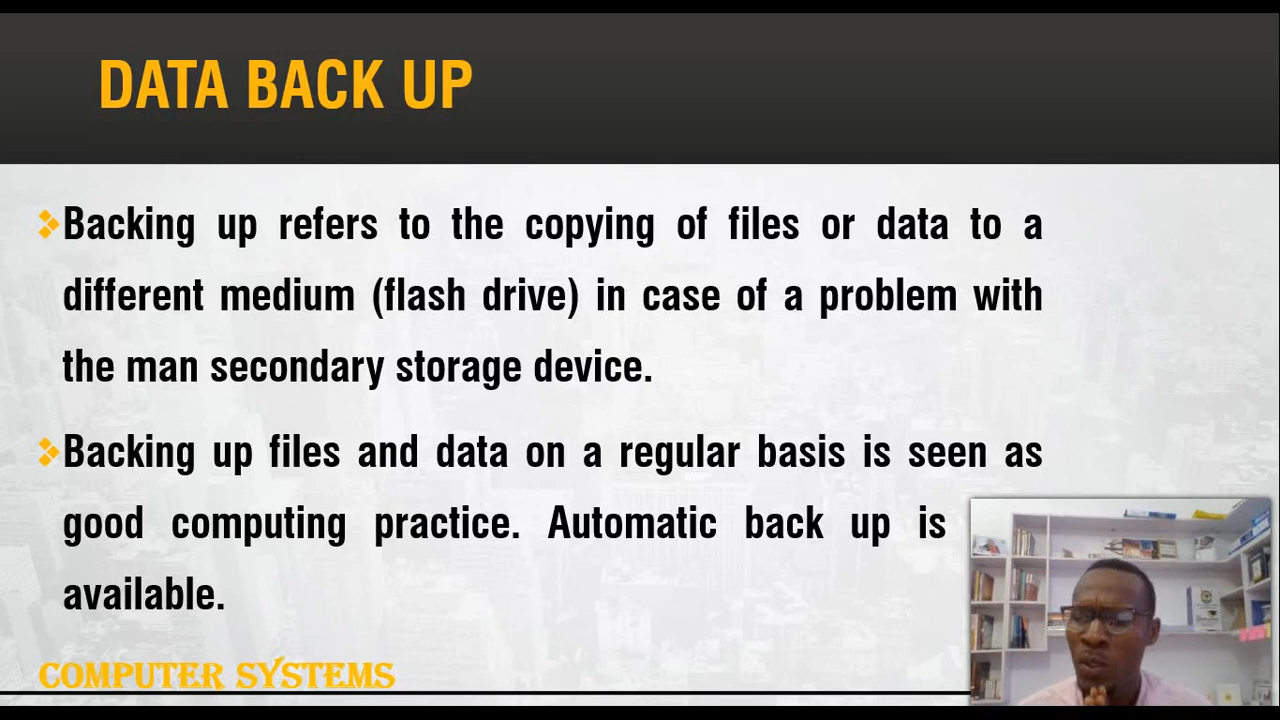 DATA BACK UP
Backing up refers to the copying of files or data to a
different medium (flash drive) in case of a problem with
the man secondary storage device.
Backing up files and data on a regular basis is seen as
good computing practice. Automatic back up is
available.
COMPUTER SYSTEMS